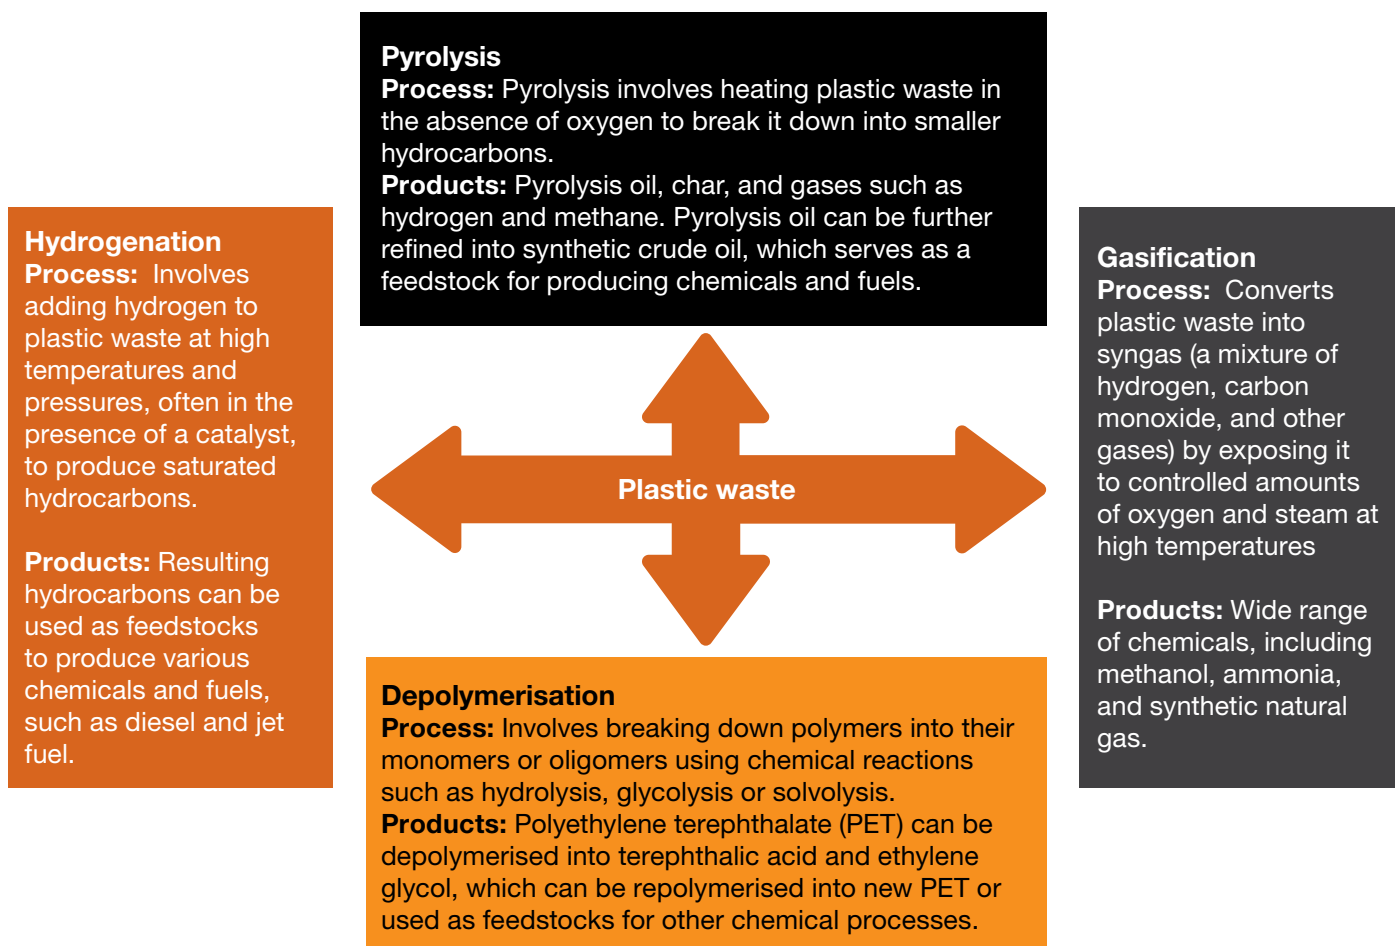 Pyrolysis
Process: Pyrolysis involves heating plastic waste in
the absence of oxygen to break it down into smaller
hydrocarbons.
Products: Pyrolysis oil, char, and gases such as
hydrogen and methane. Pyrolysis oil can be further
refined into synthetic crude oil, which serves as a
feedstock for producing chemicals and fuels.
Hydrogenation
Process:  Involves
adding hydrogen to
plastic waste at high
temperatures and
pressures, often in the
presence of a catalyst,
to produce saturated
hydrocarbons.
Products: Resulting
hydrocarbons can be
used as feedstocks
to produce various
chemicals and fuels,
such as diesel and jet
fuel.
Plastic waste
Gasification
Process:  Converts
plastic waste into
syngas (a mixture of
hydrogen, carbon
monoxide, and other
gases) by exposing it
to controlled amounts
of oxygen and steam at
high temperatures
Products: Wide range
of chemicals, including
methanol, ammonia,
and synthetic natural
gas.
Depolymerisation
Process: Involves breaking down polymers into their
monomers or oligomers using chemical reactions
such as hydrolysis, glycolysis or solvolysis.
Products: Polyethylene terephthalate (PET) can be
depolymerised into terephthalic acid and ethylene
glycol, which can be repolymerised into new PET or
used as feedstocks for other chemical processes.